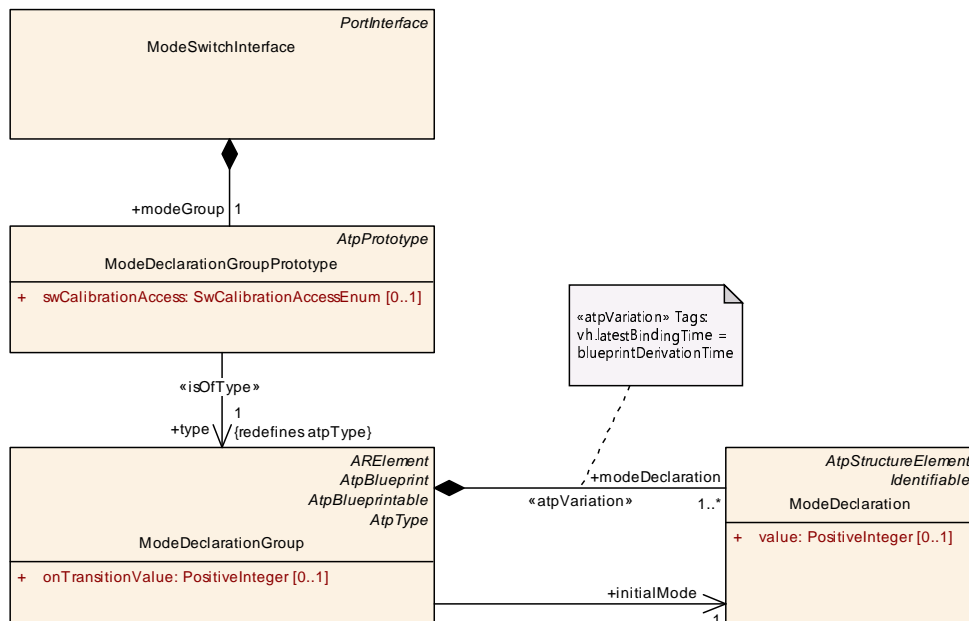 PortInterface
ModeSwitchInterface
+modeGroup 1
AtpPrototype
ModeDeclarationGroupPrototype
+ swCalibrationAccess: SwCalibrationAccessEnum [0..1]
«atpVariation» Tags:
vh.latestBindingTime =
blueprintDerivationTime
«isOfType»
1
+type {redefines atpType}
ARElement
AtpBlueprint
AtpBlueprintable
AtpType
ModeDeclarationGroup
+ onTransitionValue: PositiveInteger [0..1]
+modeDeclaration
«atpVariation» 1..*
AtpStructureElement
Identifiable
ModeDeclaration
+ value: PositiveInteger [0..1]
+initialMode
1